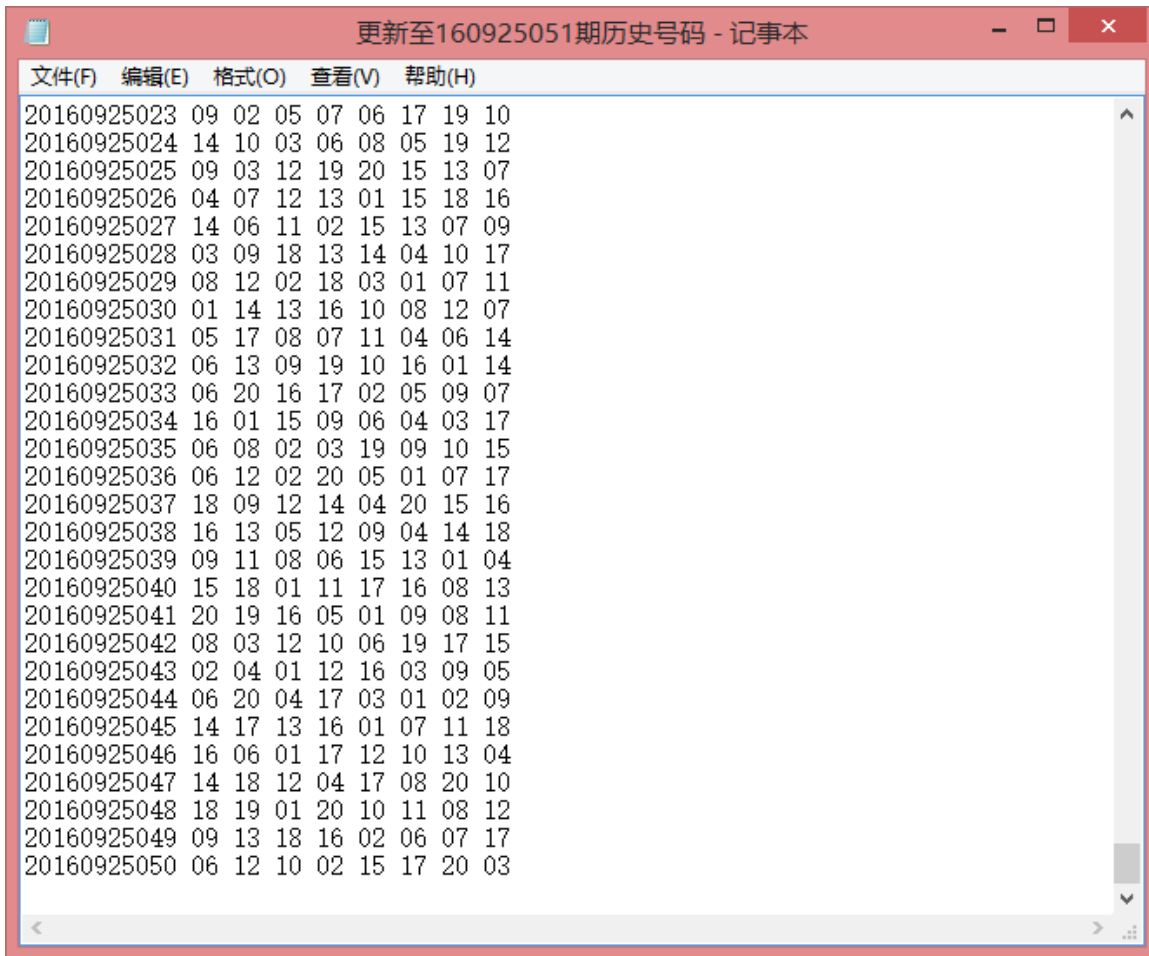 更新至160925051期历史号码 - 记事本
文件(F) 编辑(E) 格式(O) 查看(V) 帮助(H)
20160925023 09 02 05 07 06 17 19 10
20160925024 14 10 03 06 08 05 19 12
20160925025 09 03 12 19 20 15 13 07
20160925026 04 07 12 13 01 15 18 16
20160925027 14 06 11 02 15 13 07 09
20160925028 03 09 18 13 14 04 10 17
20160925029 08 12 02 18 03 01 07 11
20160925030 01 14 13 16 10 08 12 07
20160925031 05 17 08 07 11 04 06 14
20160925032 06 13 09 19 10 16 01 14
20160925033 06 20 16 17 02 05 09 07
20160925034 16 01 15 09 06 04 03 17
20160925035 06 08 02 03 19 09 10 15
20160925036 06 12 02 20 05 01 07 17
20160925037 18 09 12 14 04 20 15 16
20160925038 16 13 05 12 09 04 14 18
20160925039 09 11 08 06 15 13 01 04
20160925040 15 18 01 11 17 16 08 13
20160925041 20 19 16 05 01 09 08 11
20160925042 08 03 12 10 06 19 17 15
20160925043 02 04 01 12 16 03 09 05
20160925044 06 20 04 17 03 01 02 09
20160925045 14 17 13 16 01 07 11 18
20160925046 16 06 01 17 12 10 13 04
20160925047 14 18 12 04 17 08 20 10
20160925048 18 19 01 20 10 11 08 12
20160925049 09 13 18 16 02 06 07 17
20160925050 06 12 10 02 15 17 20 03